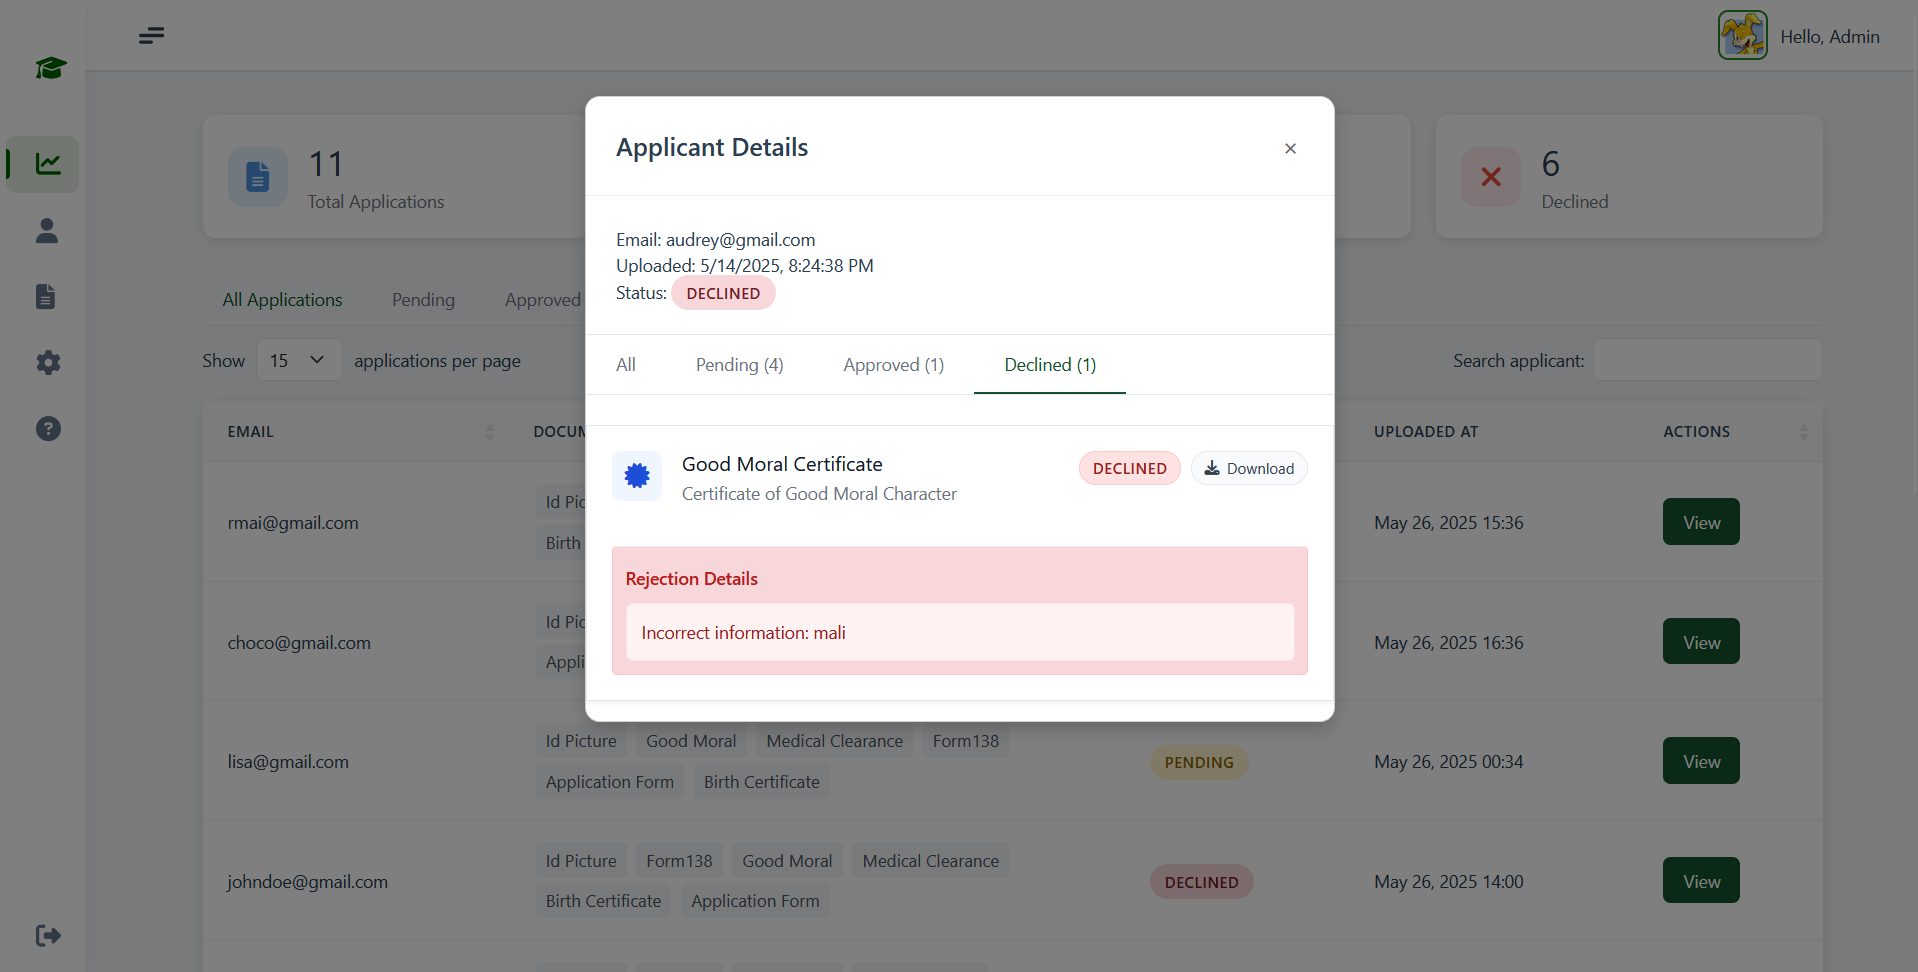 Hello, Admin
11
Total Applications
6
Declined
All Applications
Pending
Approved
Show 15 applications per page
Search applicant:
EMAIL
UPLOADED AT
ACTIONS
rmai@gmail.com
Birth
May 26, 2025 15:36
View
choco@gmail.com
May 26, 2025 16:36
View
lisa@gmail.com
Id Picture
Good Moral
Medical Clearance
Form138
Application Form
Birth Certificate
PENDING
May 26, 2025 00:34
View
johndoe@gmail.com
Id Picture
Form138
Good Moral
Medical Clearance
Birth Certificate
Application Form
DECLINED
May 26, 2025 14:00
View
Applicant Details
×
Email: audrey@gmail.com
Uploaded: 5/14/2025, 8:24:38 PM
Status: DECLINED
All
Pending (4)
Approved (1)
Declined (1)
Good Moral Certificate
Certificate of Good Moral Character
DECLINED
Download
Rejection Details
Incorrect information: mali